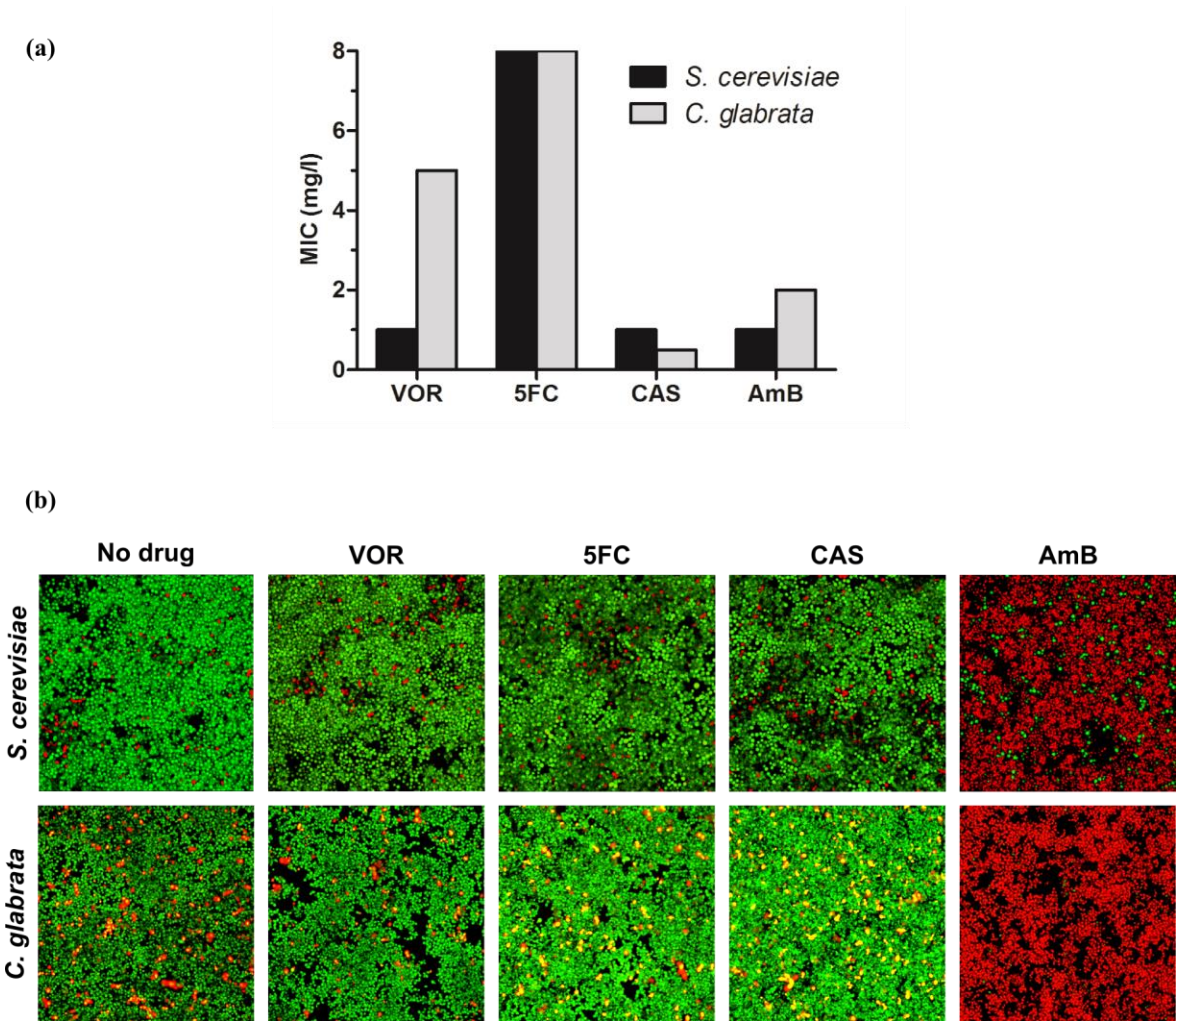 (a)
8
6
4
2
0
MIC (mg/l)
S. cerevisiae
C. glabrata
VOR 5FC CAS AmB
(b)
No drug VOR 5FC CAS AmB
S. cerevisiae
C. glabrata